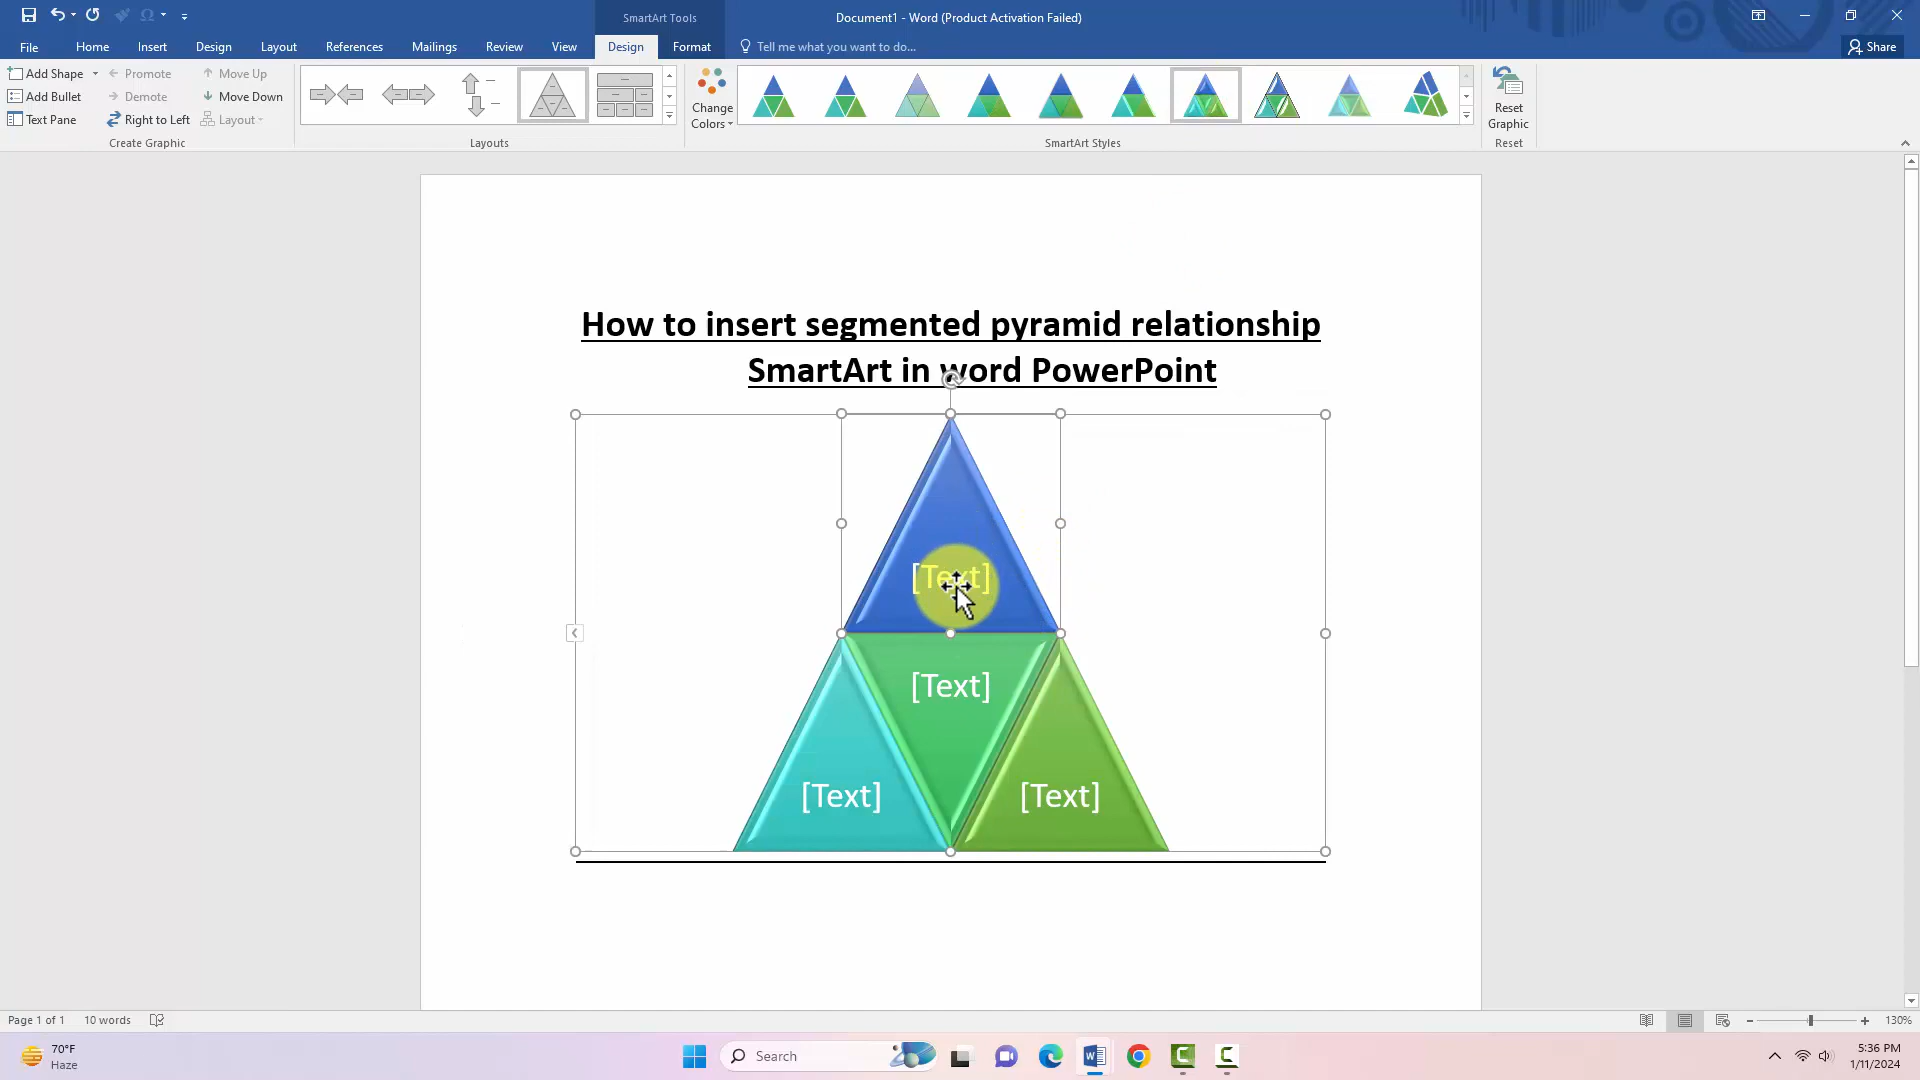 SmartArt Tools
Document1 - Word (Product Activation Failed)
File Home Insert Design Layout References Mailings Review View Design Format Tell me what you want to do... Share
Add Shape Promote Move Up
Add Bullet Demote Move Down
Text Pane Right to Left Layout
Change
Colors
Reset
Graphic
Create Graphic Layouts SmartArt Styles Reset
How to insert segmented pyramid relationship
SmartArt in word PowerPoint
[Text]
[Text]
[Text] [Text]
Page 1 of 1 10 words 130%
70°F
Haze
Search
5:36 PM
1/11/2024